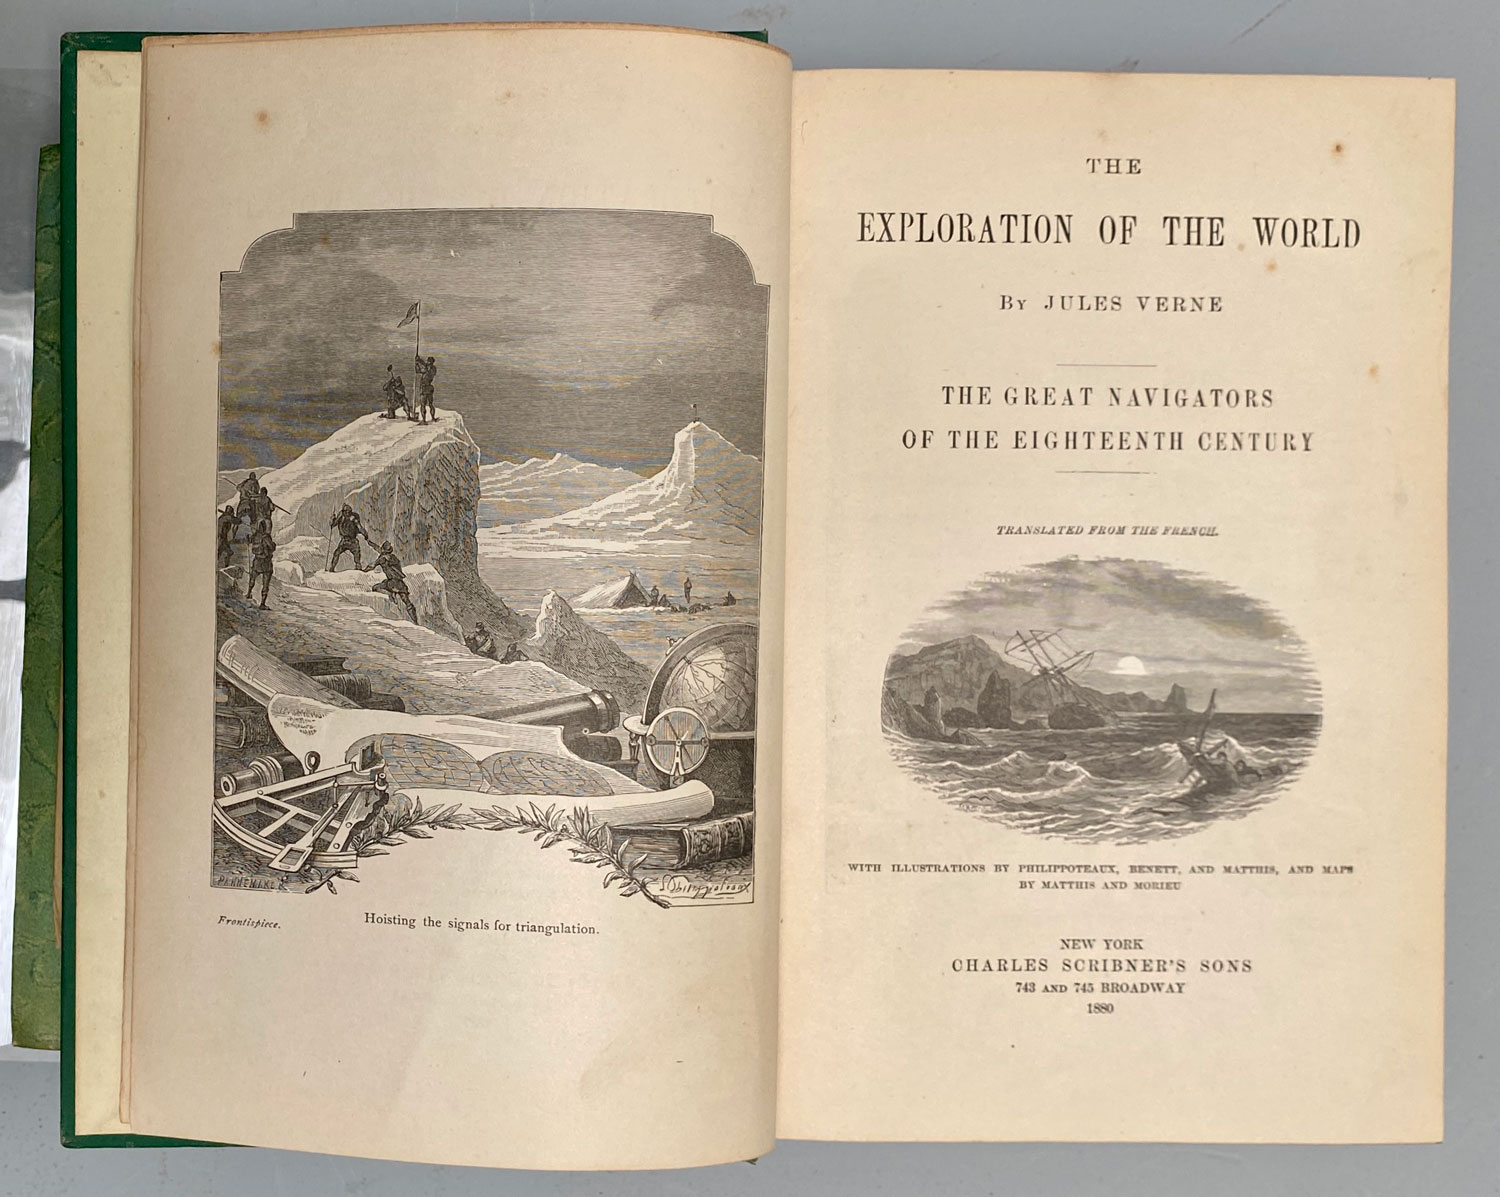 PANNEMAKER
Frontispiece.
Hoisting the signals for triangulation.
THE
EXPLORATION OF THE WORLD
BY JULES VERNE
THE GREAT NAVIGATORS
OF THE EIGHTEENTH CENTURY
TRANSLATED FROM THE FRENCH.
WITH ILLUSTRATIONS BY PHILIPPOTEAUX, BENETT, AND MATTHIS, AND MAPS
BY MATTHIS AND MORIEU
NEW YORK
CHARLES SCRIBNER'S SONS
743 AND 745 BROADWAY
1880